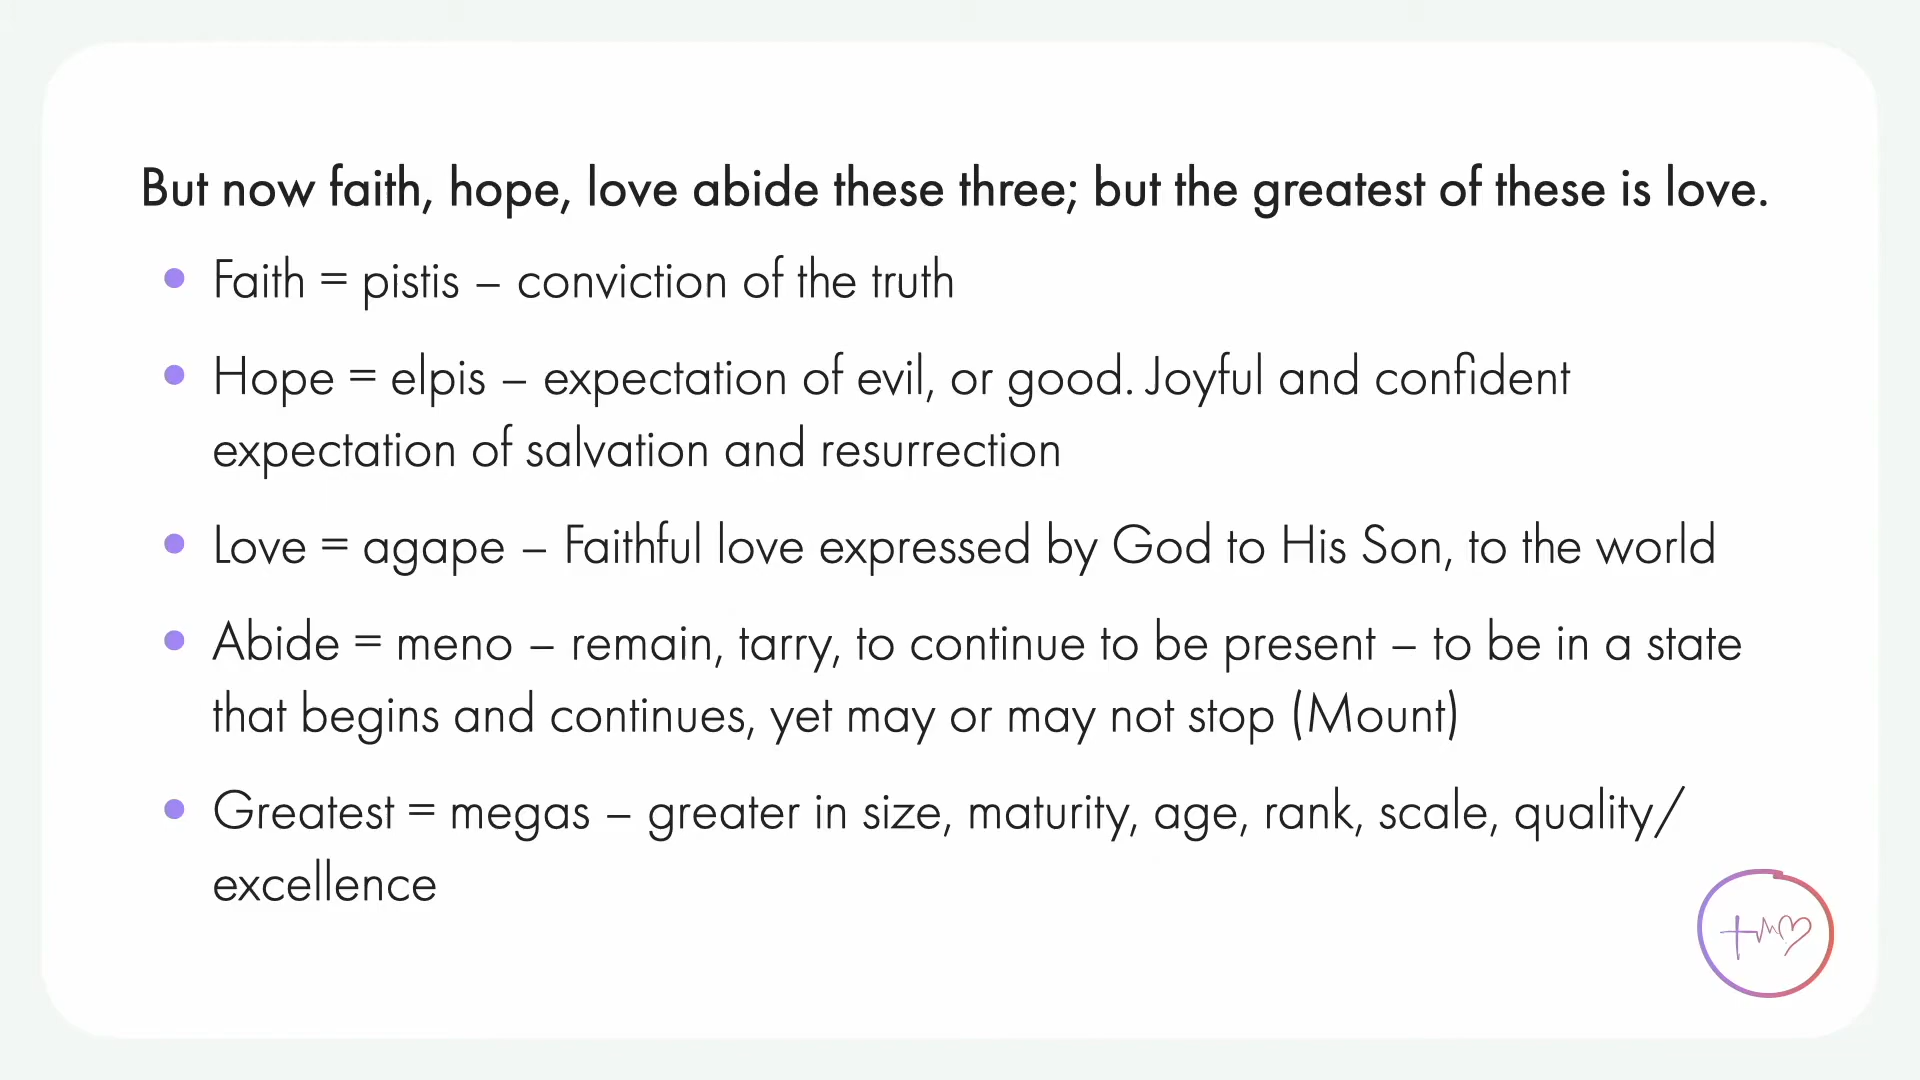 But now faith, hope, love abide these three; but the greatest of these is love.
• Faith = pistis – conviction of the truth
• Hope = elpis – expectation of evil, or good. Joyful and confident
expectation of salvation and resurrection
• Love = agape – Faithful love expressed by God to His Son, to the world
• Abide = meno – remain, tarry, to continue to be present – to be in a state
that begins and continues, yet may or may not stop (Mount)
• Greatest = megas – greater in size, maturity, age, rank, scale, quality/
excellence